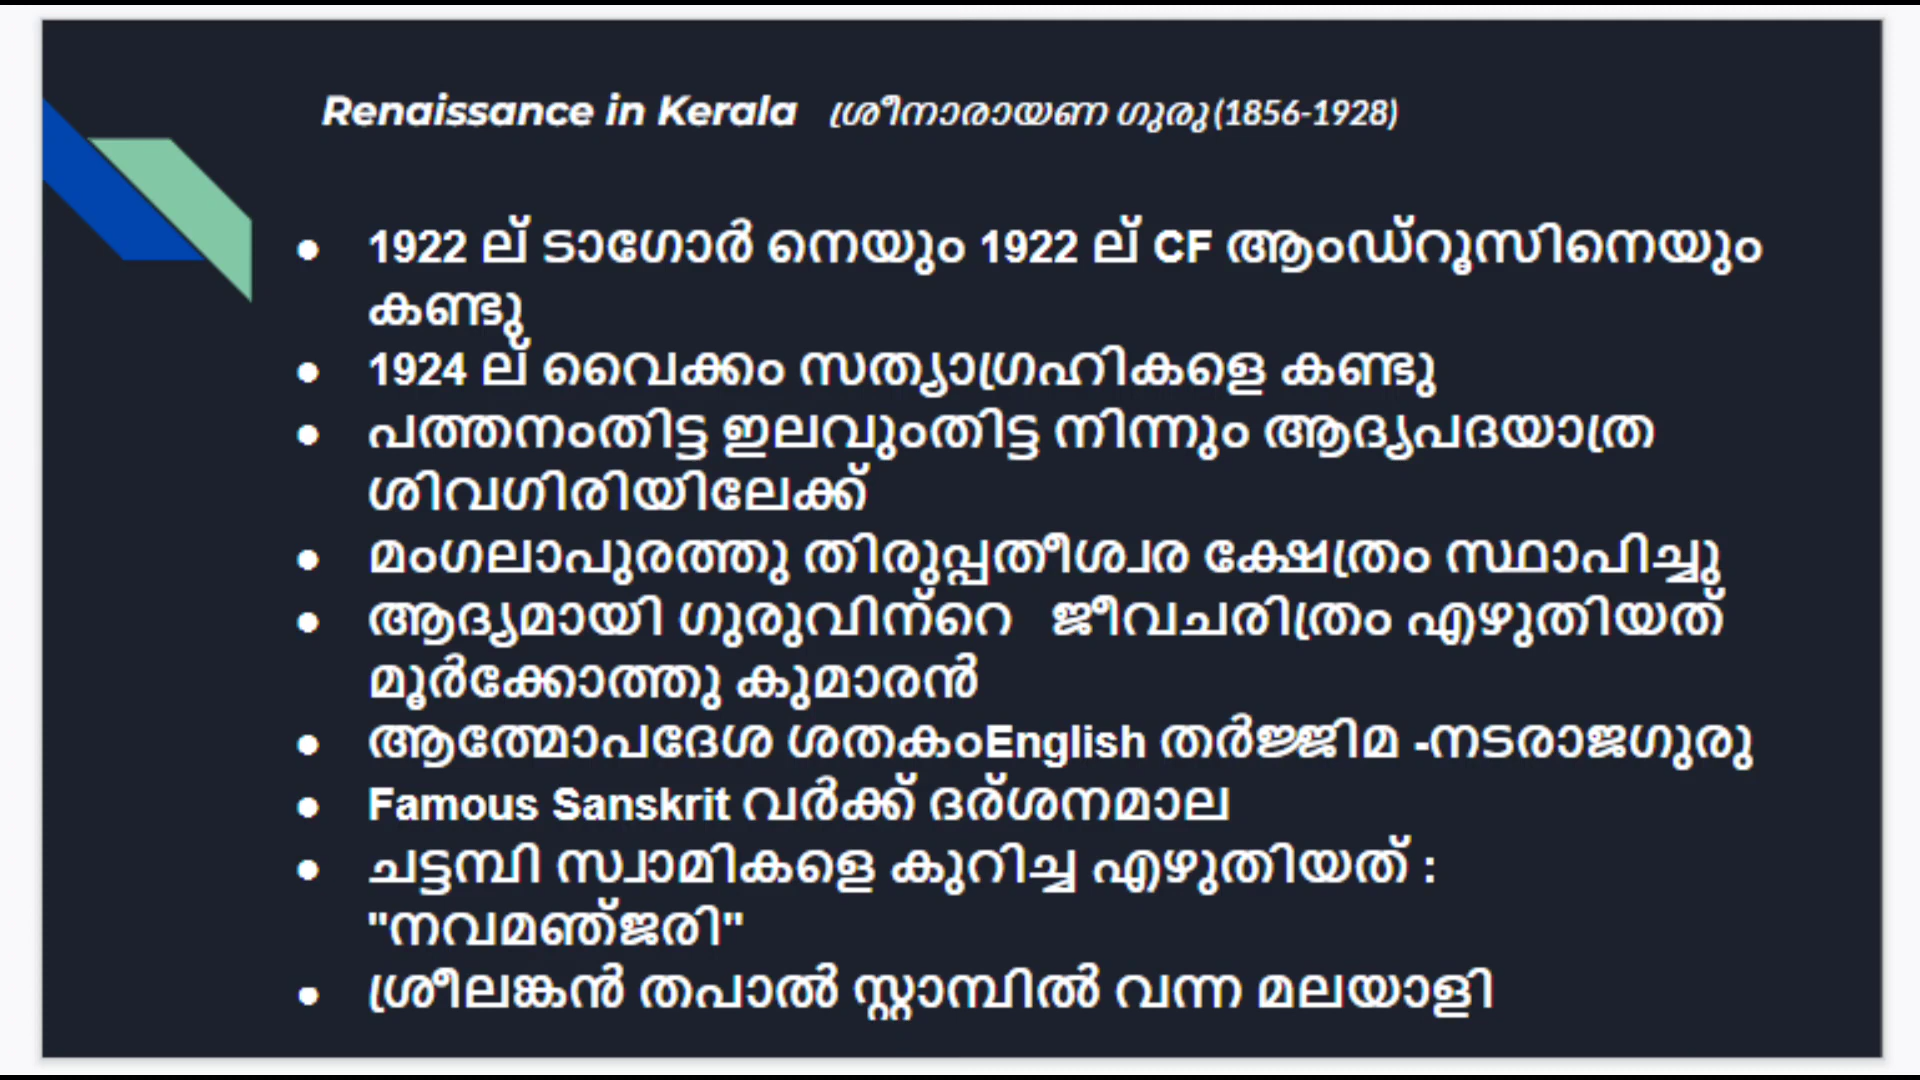 Renaissance in Kerala ശ്രീനാരായണ ഗുരു (1856-1928)
● 1922 ല് ടാഗോർ നെയും 1922 ല് CF ആംഡ്റൂസിനെയും
കണ്ടു
● 1924 ല് വൈക്കം സത്യാഗ്രഹികളെ കണ്ടു
● പത്തനംതിട്ട ഇലവുംതിട്ട നിന്നും ആദ്യപദയാത്ര
ശിവഗിരിയിലേക്ക്
● മംഗലാപുരത്തു തിരുപ്പതീശ്വര ക്ഷേത്രം സ്ഥാപിച്ചു
● ആദ്യമായി ഗുരുവിന്റെ ജീവചരിത്രം എഴുതിയത്
മൂർക്കോത്തു കുമാരൻ
● ആത്മോപദേശ ശതകംEnglish തർജ്ജിമ -നടരാജഗുരു
● Famous Sanskrit വർക്ക് ദര്ശനമാല
● ചട്ടമ്പി സ്വാമികളെ കുറിച്ച എഴുതിയത് :
"നവമഞ്ജരി"
● ശ്രീലങ്കൻ തപാൽ സ്റ്റാമ്പിൽ വന്ന മലയാളി